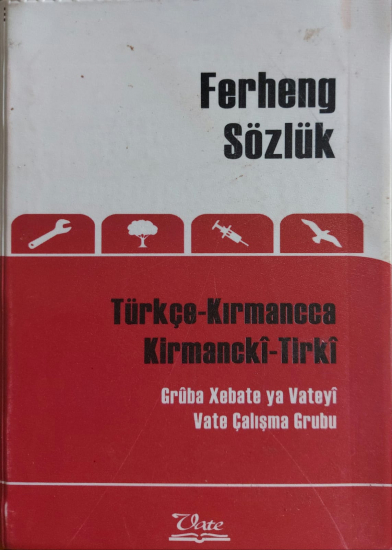 Ferheng
Sözlük
Türkçe-Kırmancca
Kirmanckî-Tirkî
Grûba Xebate ya Vateyî
Vate Çalışma Grubu
Vate